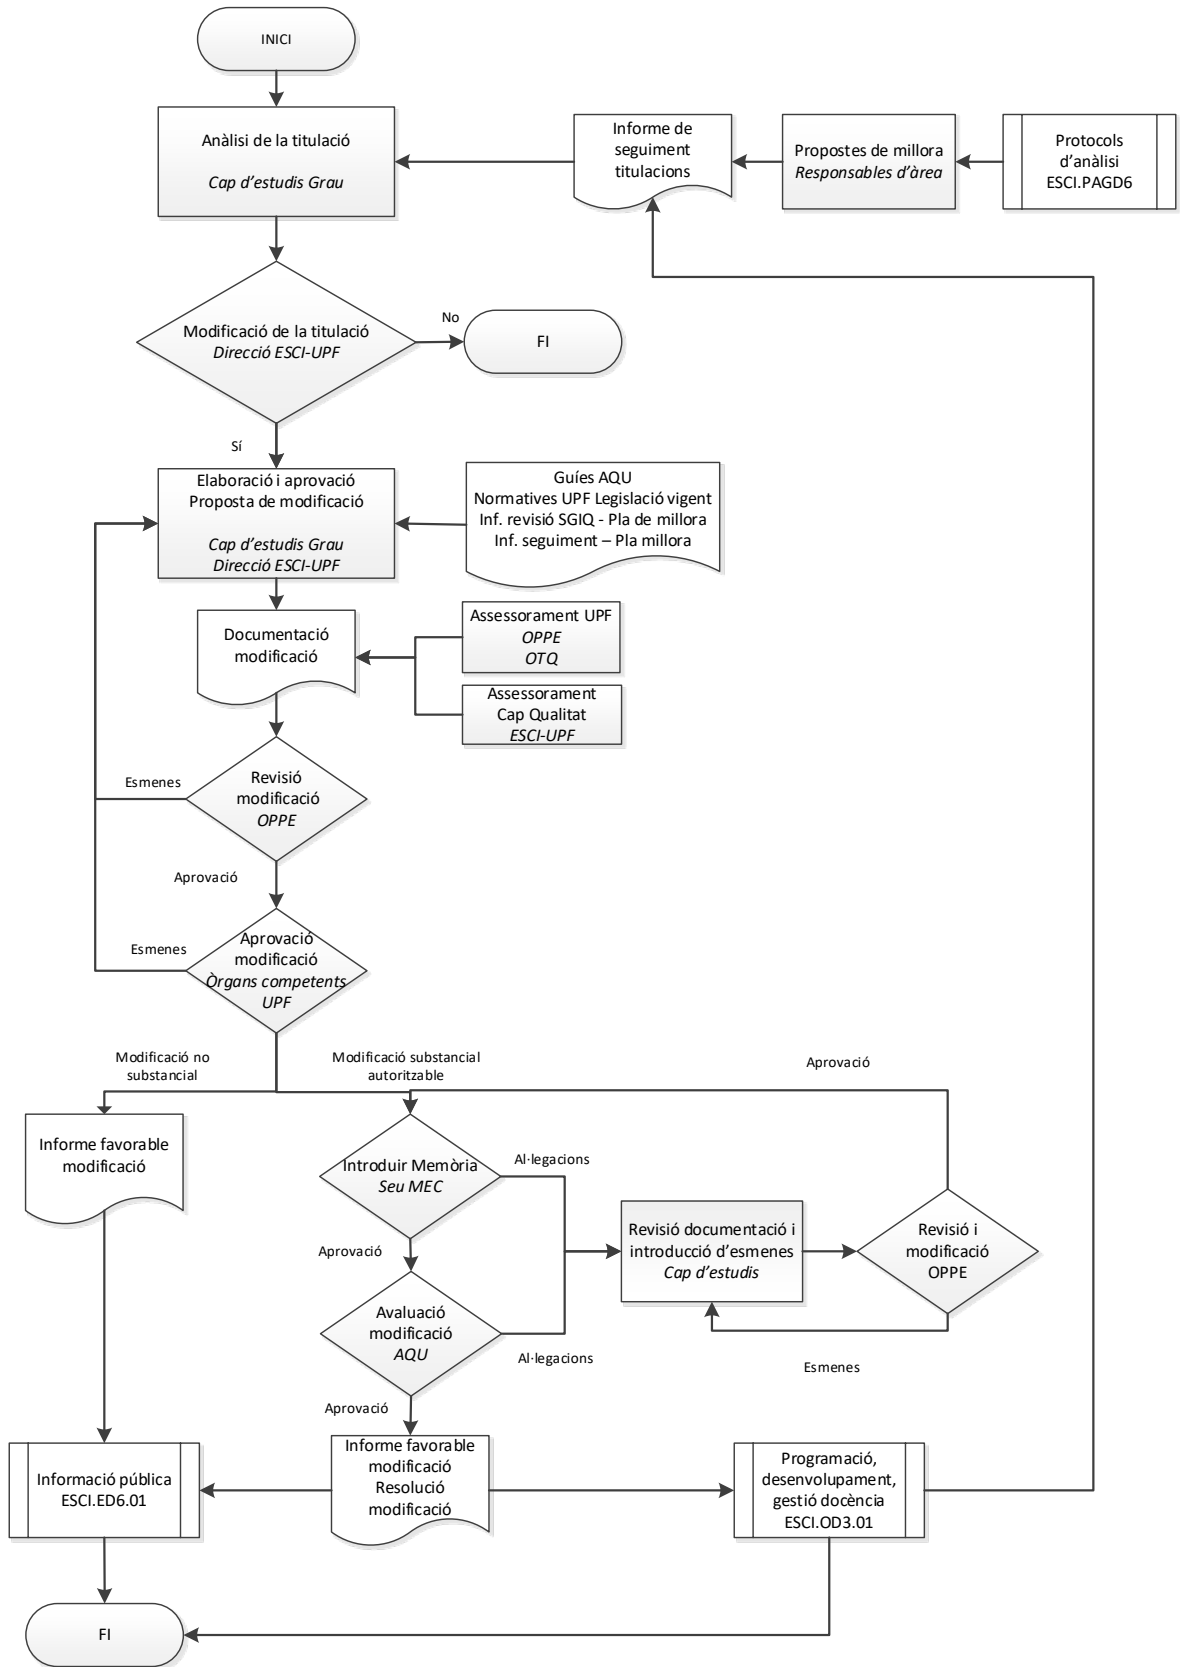 INICI
Anàlisi de la titulació
Cap d'estudis Grau
Informe de
seguiment
titulacions
Propostes de millora
Responsables d'àrea
Protocols
d'anàlisi
ESCI.PAGD6
Modificació de la titulació
Direcció ESCI-UPF
No
FI
Sí
Elaboració i aprovació
Proposta de modificació
Cap d'estudis Grau
Direcció ESCI-UPF
Guíes AQU
Normatives UPF Legislació vigent
Inf. revisió SGIQ - Pla de millora
Inf. seguiment – Pla millora
Documentació
modificació
Assessorament UPF
OPPE
OTQ
Assessorament
Cap Qualitat
ESCI-UPF
Esmenes
Revisió
modificació
OPPE
Aprovació
Esmenes
Aprovació
modificació
Òrgans competents
UPF
Modificació no
substancial
Modificació substancial
autoritzable
Aprovació
Informe favorable
modificació
Introduir Memòria
Seu MEC
Al·legacions
Revisió documentació i
introducció d'esmenes
Cap d'estudis
Revisió i
modificació
OPPE
Aprovació
Avaluació
modificació
AQU
Al·legacions
Esmenes
Aprovació
Informació pública
ESCI.ED6.01
Informe favorable
modificació
Resolució
modificació
Programació,
desenvolupament,
gestió docència
ESCI.OD3.01
FI